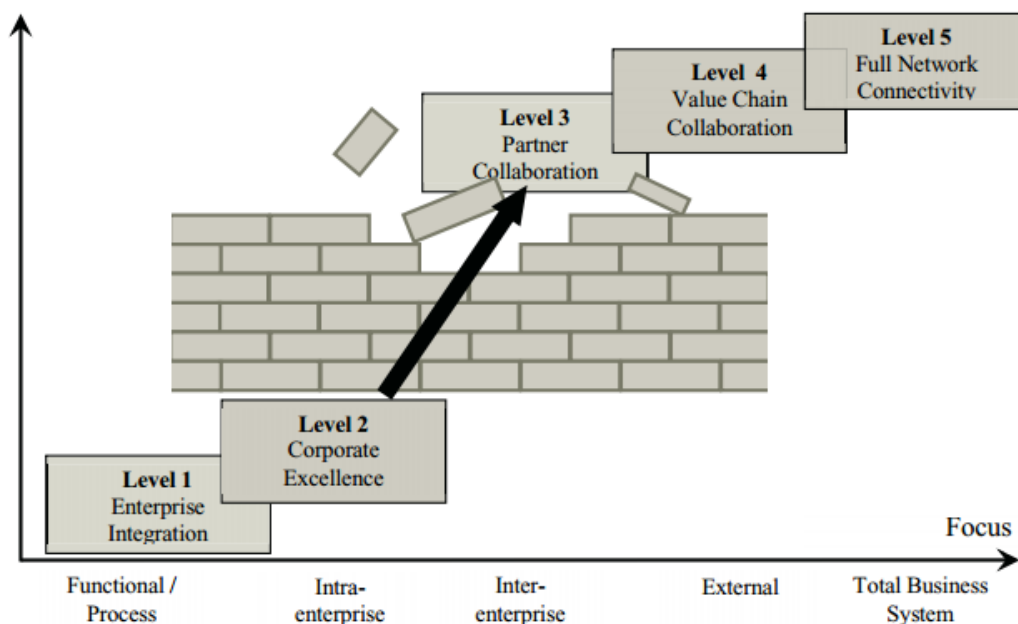 Level 5
Full Network
Connectivity
Level 4
Value Chain
Collaboration
Level 3
Partner
Collaboration
Level 2
Corporate
Excellence
Level 1
Enterprise
Integration
Focus
Functional /
Process
Intra-
enterprise
Inter-
enterprise
External
Total Business
System